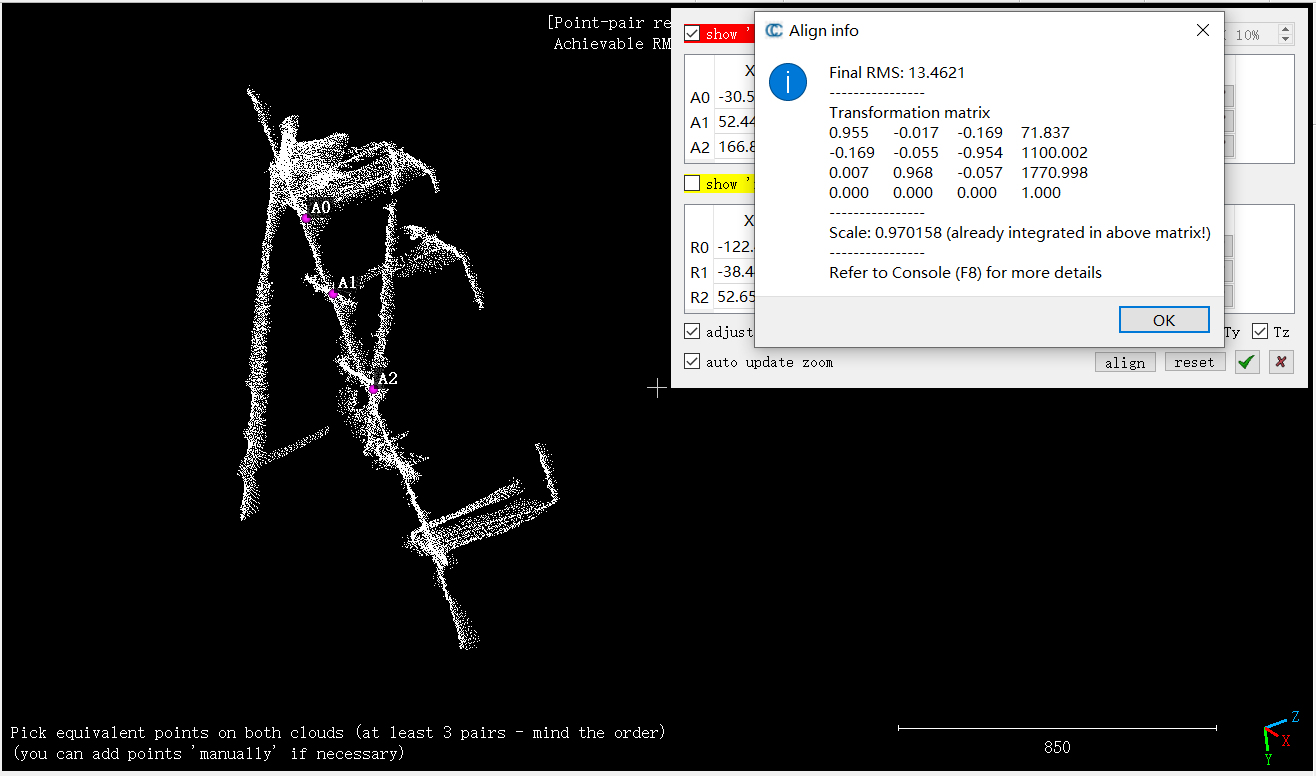 [Point-pair re
Achievable RM
show '
10%
X
A0 -30.5
A1 52.44
A2 166.8
show '
X
R0 -122.
R1 -38.4
R2 52.65
adjust
Ty
Tz
auto update zoom
align
reset
Align info
Final RMS: 13.4621
----------------
Transformation matrix
0.955 -0.017 -0.169 71.837
-0.169 -0.055 -0.954 1100.002
0.007 0.968 -0.057 1770.998
0.000 0.000 0.000 1.000
----------------
Scale: 0.970158 (already integrated in above matrix!)
----------------
Refer to Console (F8) for more details
OK
A0
A1
A2
Pick equivalent points on both clouds (at least 3 pairs - mind the order)
(you can add points 'manually' if necessary)
850
Z
X
Y